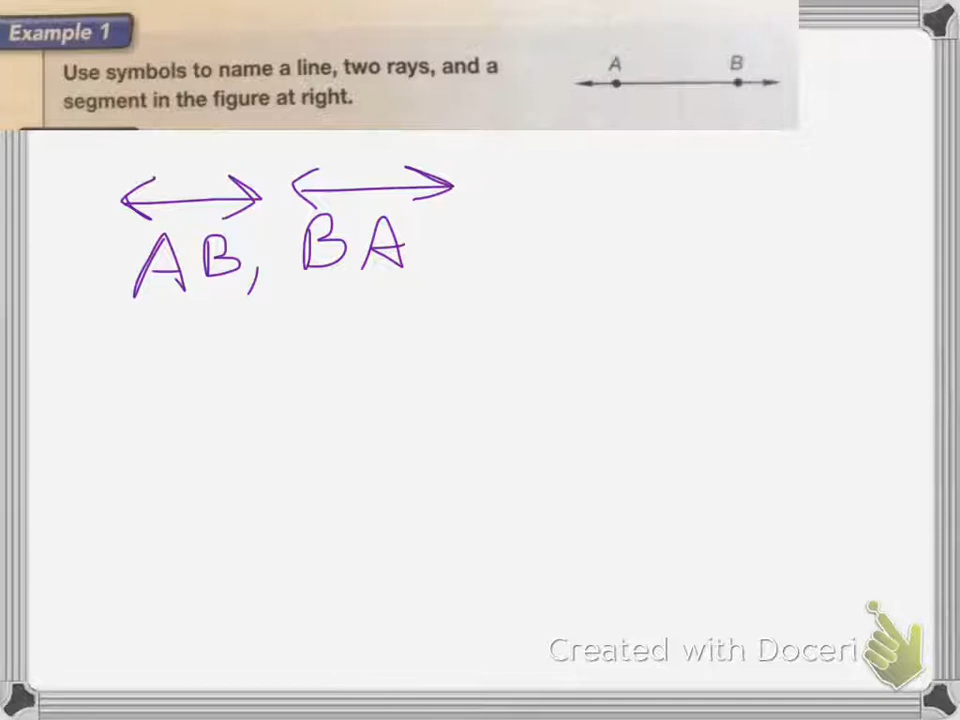 Example 1
Use symbols to name a line, two rays, and a
segment in the figure at right.
A B
AB, BA
Created with Doceri